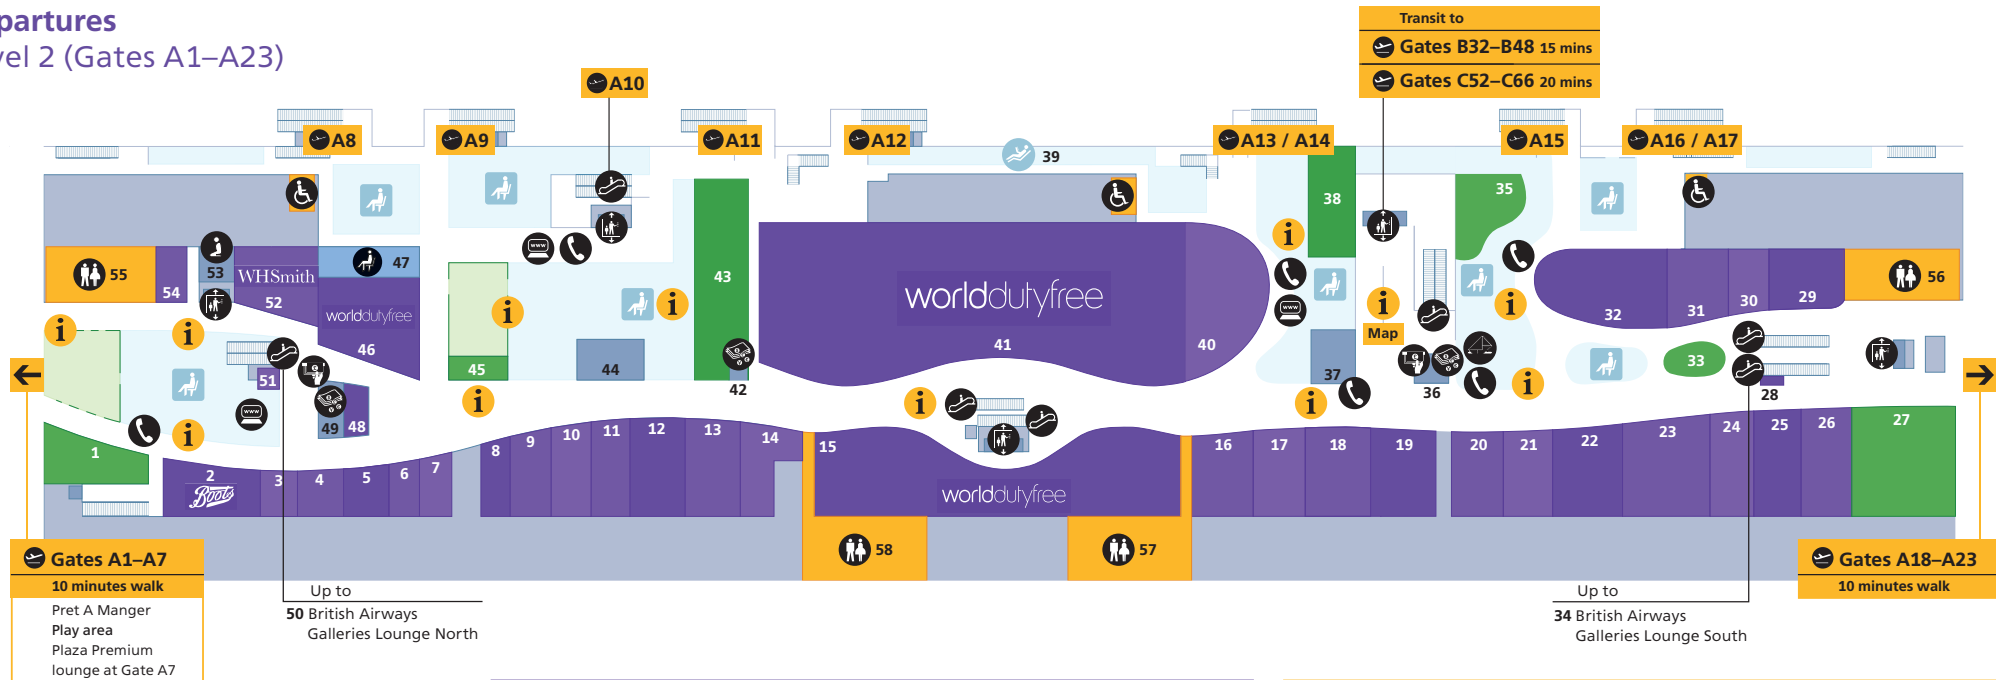 partures
vel 2 (Gates A1–A23)
Transit to
Gates B32–B48 15 mins
Gates C52–C66 20 mins
A10
A8
A9
A11
A12
A13 / A14
A15
A16 / A17
39
38
35
55
54
53
WHSmith
52
47
worlddutyfree
46
43
45
44
42
worlddutyfree
41
40
37
Map
36
32
31
30
29
56
33
28
51
49
48
1
2
Boots
3
4
5
6
7
8
9
10
11
12
13
14
15
worlddutyfree
16
17
18
19
20
21
22
23
24
25
26
27
58
57
Gates A1–A7
10 minutes walk
Pret A Manger
Play area
Plaza Premium
lounge at Gate A7
Up to
50 British Airways
Galleries Lounge North
Up to
34 British Airways
Galleries Lounge South
Gates A18–A23
10 minutes walk